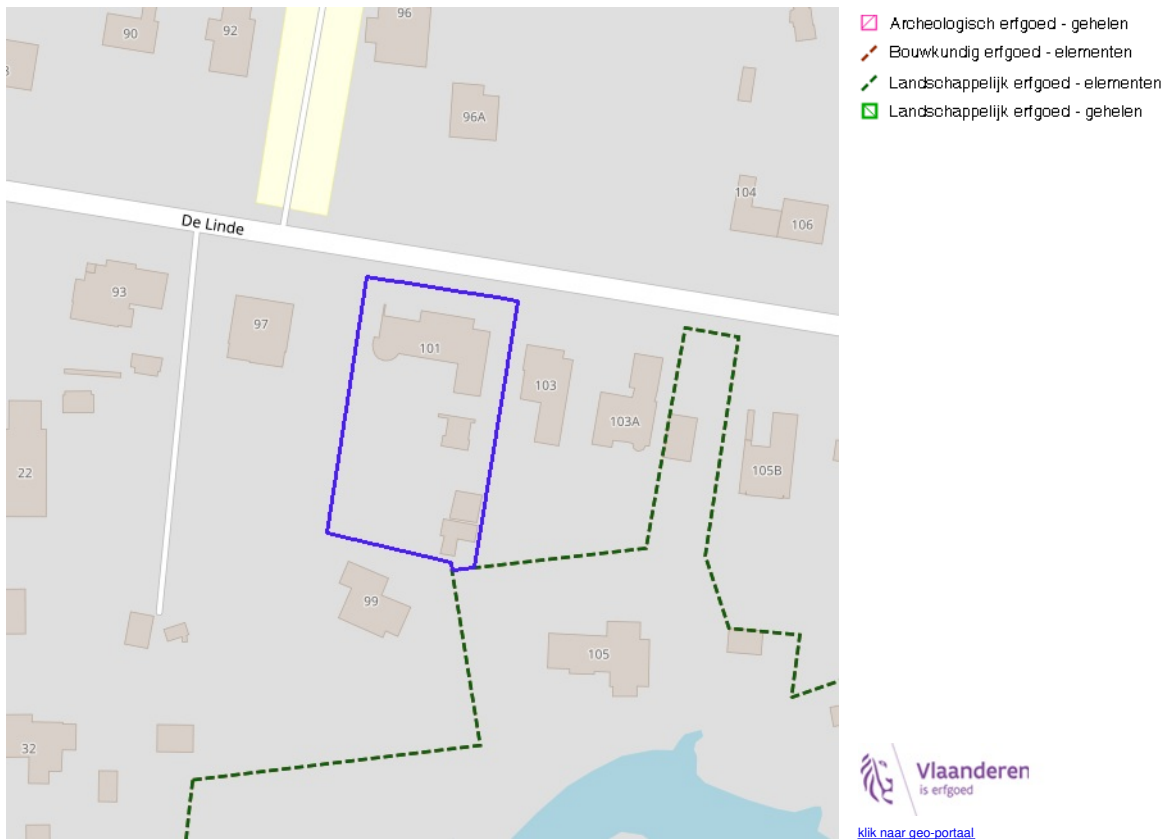 90
92
96
96A
104
106
De Linde
93
97
101
103
103A
105B
22
99
105
32
Archeologisch erfgoed - gehelen
Bouwkundig erfgoed - elementen
Landschappelijk erfgoed - elementen
Landschappelijk erfgoed - gehelen
Vlaanderen
is erfgoed
klik naar geo-portaal